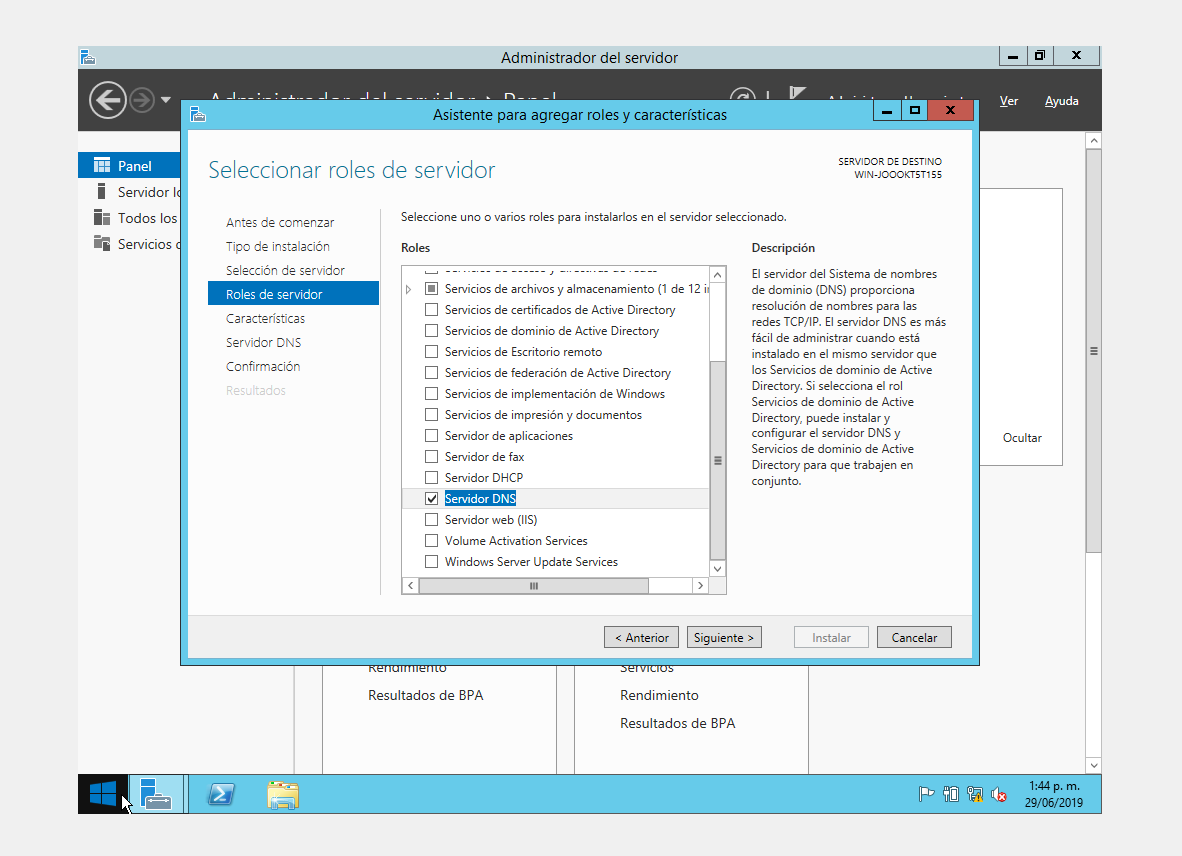 Administrador del servidor
Ver
Ayuda
Asistente para agregar roles y características
Panel
Todos los
Seleccionar roles de servidor
SERVIDOR DE DESTINO
WIN-JOOOKT5T155
Antes de comenzar
Tipo de instalación
Selección de servidor
Roles de servidor
Características
Servidor DNS
Confirmación
Resultados
Seleccione uno o varios roles para instalarlos en el servidor seleccionado.
Roles
Servicios de archivos y almacenamiento (1 de 12
Servicios de certificados de Active Directory
Servicios de dominio de Active Directory
Servicios de Escritorio remoto
Servicios de federación de Active Directory
Servicios de implementación de Windows
Servicios de impresión y documentos
Servidor de aplicaciones
Servidor de fax
Servidor DHCP
Servidor DNS
Servidor web (IIS)
Volume Activation Services
Windows Server Update Services
Descripción
El servidor del Sistema de nombres
de dominio (DNS) proporciona
resolución de nombres para las
redes TCP/IP. El servidor DNS es más
fácil de administrar cuando está
instalado en el mismo servidor que
los Servicios de dominio de Active
Directory. Si selecciona el rol
Servicios de dominio de Active
Directory, puede instalar y
configurar el servidor DNS y
Servicios de dominio de Active
Directory para que trabajen en
conjunto.
Servidor
Servicios
Ocultar
< Anterior
Siguiente >
Instalar
Cancelar
Rendimiento
Resultados de BPA
Servicios
Rendimiento
Resultados de BPA
1:44 p. m.
29/06/2019